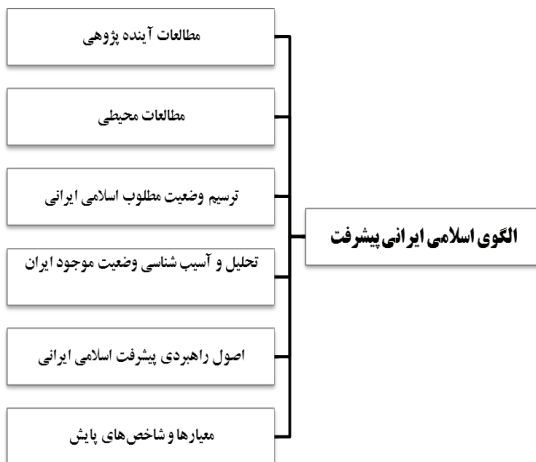 الگوی اسلامی ایرانی پیشرفت
مطالعات آینده پژوهی
مطالعات محیطی
ترسیم وضعیت مطلوب اسلامی ایرانی
تحلیل و آسیب شناسی وضعیت موجود ایران
اصول راهبردی پیشرفت اسلامی ایرانی
معیارها و شاخص‌های پایش